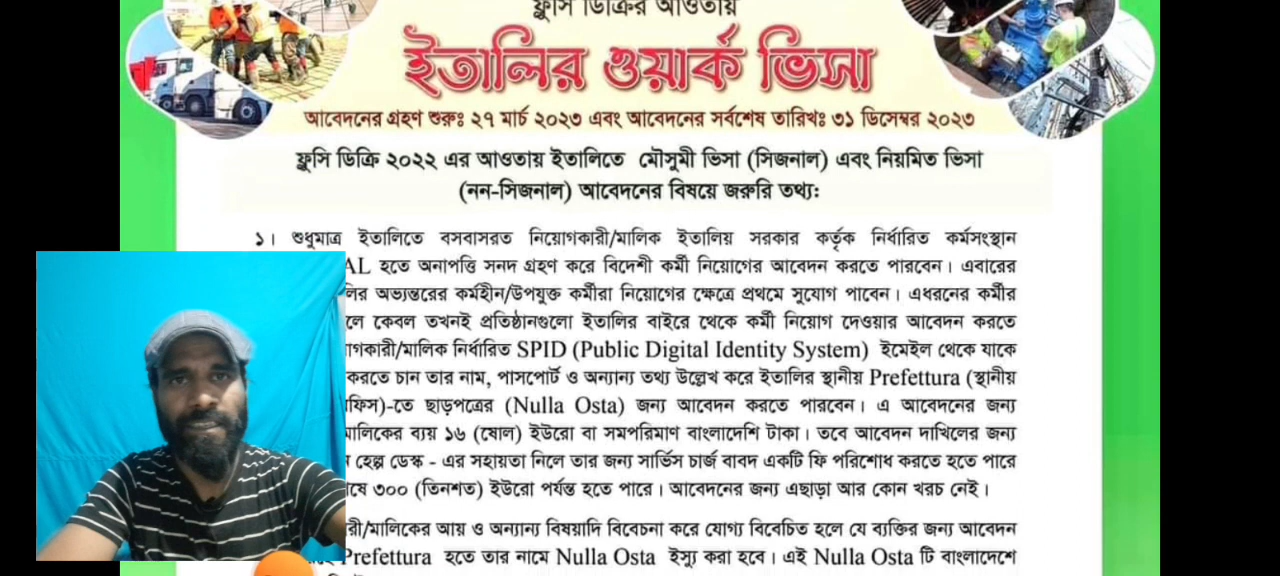 ফ্লুসি ডিক্রির আওতায়
ইতালির ওয়ার্ক ভিসা
আবেদনের গ্রহণ শুরুঃ ২৭ মার্চ ২০২৩ এবং আবেদনের সর্বশেষ তারিখঃ ৩১ ডিসেম্বর ২০২৩
ফ্লুসি ডিক্রি ২০২২ এর আওতায় ইতালিতে মৌসুমী ভিসা (সিজনাল) এবং নিয়মিত ভিসা
(নন-সিজনাল) আবেদনের বিষয়ে জরুরি তথ্য:
১। শুধুমাত্র ইতালিতে বসবাসরত নিয়োগকারী/মালিক ইতালিয় সরকার কর্তৃক নির্ধারিত কর্মসংস্থান
হতে অনাপত্তি সনদ গ্রহণ করে বিদেশী কর্মী নিয়োগের আবেদন করতে পারবেন। এবারের
অভ্যন্তরের কর্মহীন/উপযুক্ত কর্মীরা নিয়োগের ক্ষেত্রে প্রথমে সুযোগ পাবেন। এধরনের কর্মীর
কেবল তখনই প্রতিষ্ঠানগুলো ইতালির বাইরে থেকে কর্মী নিয়োগ দেওয়ার আবেদন করতে
নির্ধারিত SPID (Public Digital Identity System) ইমেইল থেকে যাকে
করতে চান তার নাম, পাসপোর্ট ও অন্যান্য তথ্য উল্লেখ করে ইতালির স্থানীয় Prefettura (স্থানীয়
ছাড়পত্রের (Nulla Osta) জন্য আবেদন করতে পারবেন। এ আবেদনের জন্য
ব্যয় ১৬ (ষোল) ইউরো বা সমপরিমাণ বাংলাদেশি টাকা। তবে আবেদন দাখিলের জন্য
হেল্প ডেস্ক - এর সহায়তা নিলে তার জন্য সার্ভিস চার্জ বাবদ একটি ফি পরিশোধ করতে হতে পারে
৩০০ (তিনশত) ইউরো পর্যন্ত হতে পারে। আবেদনের জন্য এছাড়া আর কোন খরচ নেই।
আয় ও অন্যান্য বিষয়াদি বিবেচনা করে যোগ্য বিবেচিত হলে যে ব্যক্তির জন্য আবেদন
Prefettura হতে তার নামে Nulla Osta ইস্যু করা হবে। এই Nulla Osta টি বাংলাদেশে